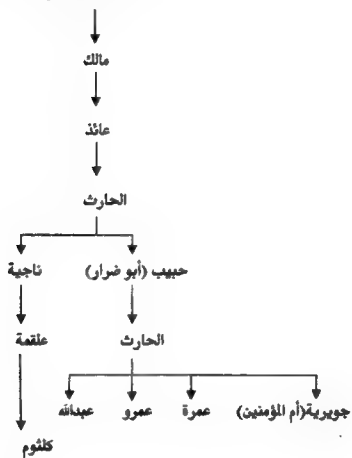 مالك
عائذ
الحارث
حبيب (أبو ضرار) ناجية
الحارث علقمة
جويرية (أم المؤمنين) عمرة عمرو عبدالله
كلثوم